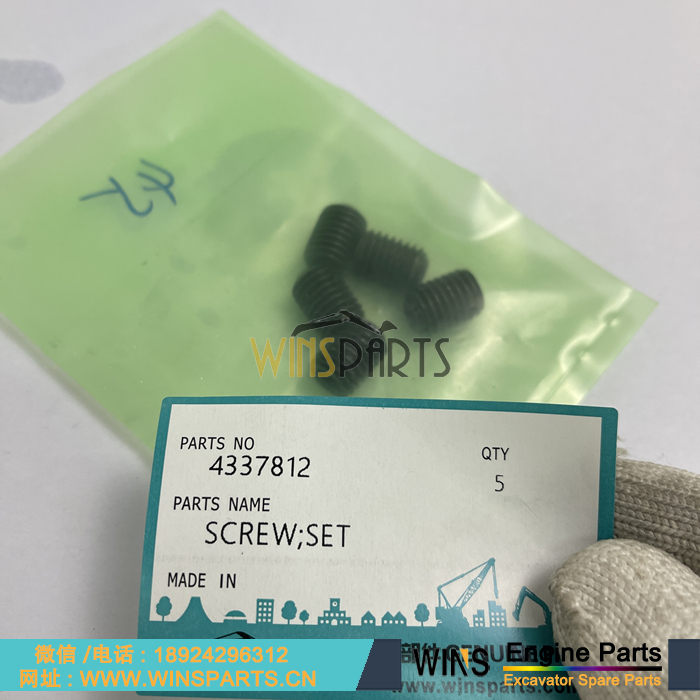 WINSPARTS
PARTS NO
4337812
QTY
5
PARTS NAME
SCREW;SET
MADE IN
微信 /电话：18924296312
网址：WWW.WINSPARTS.CN
WINS Engine Parts
Excavator Spare Parts
www.winsparts.c